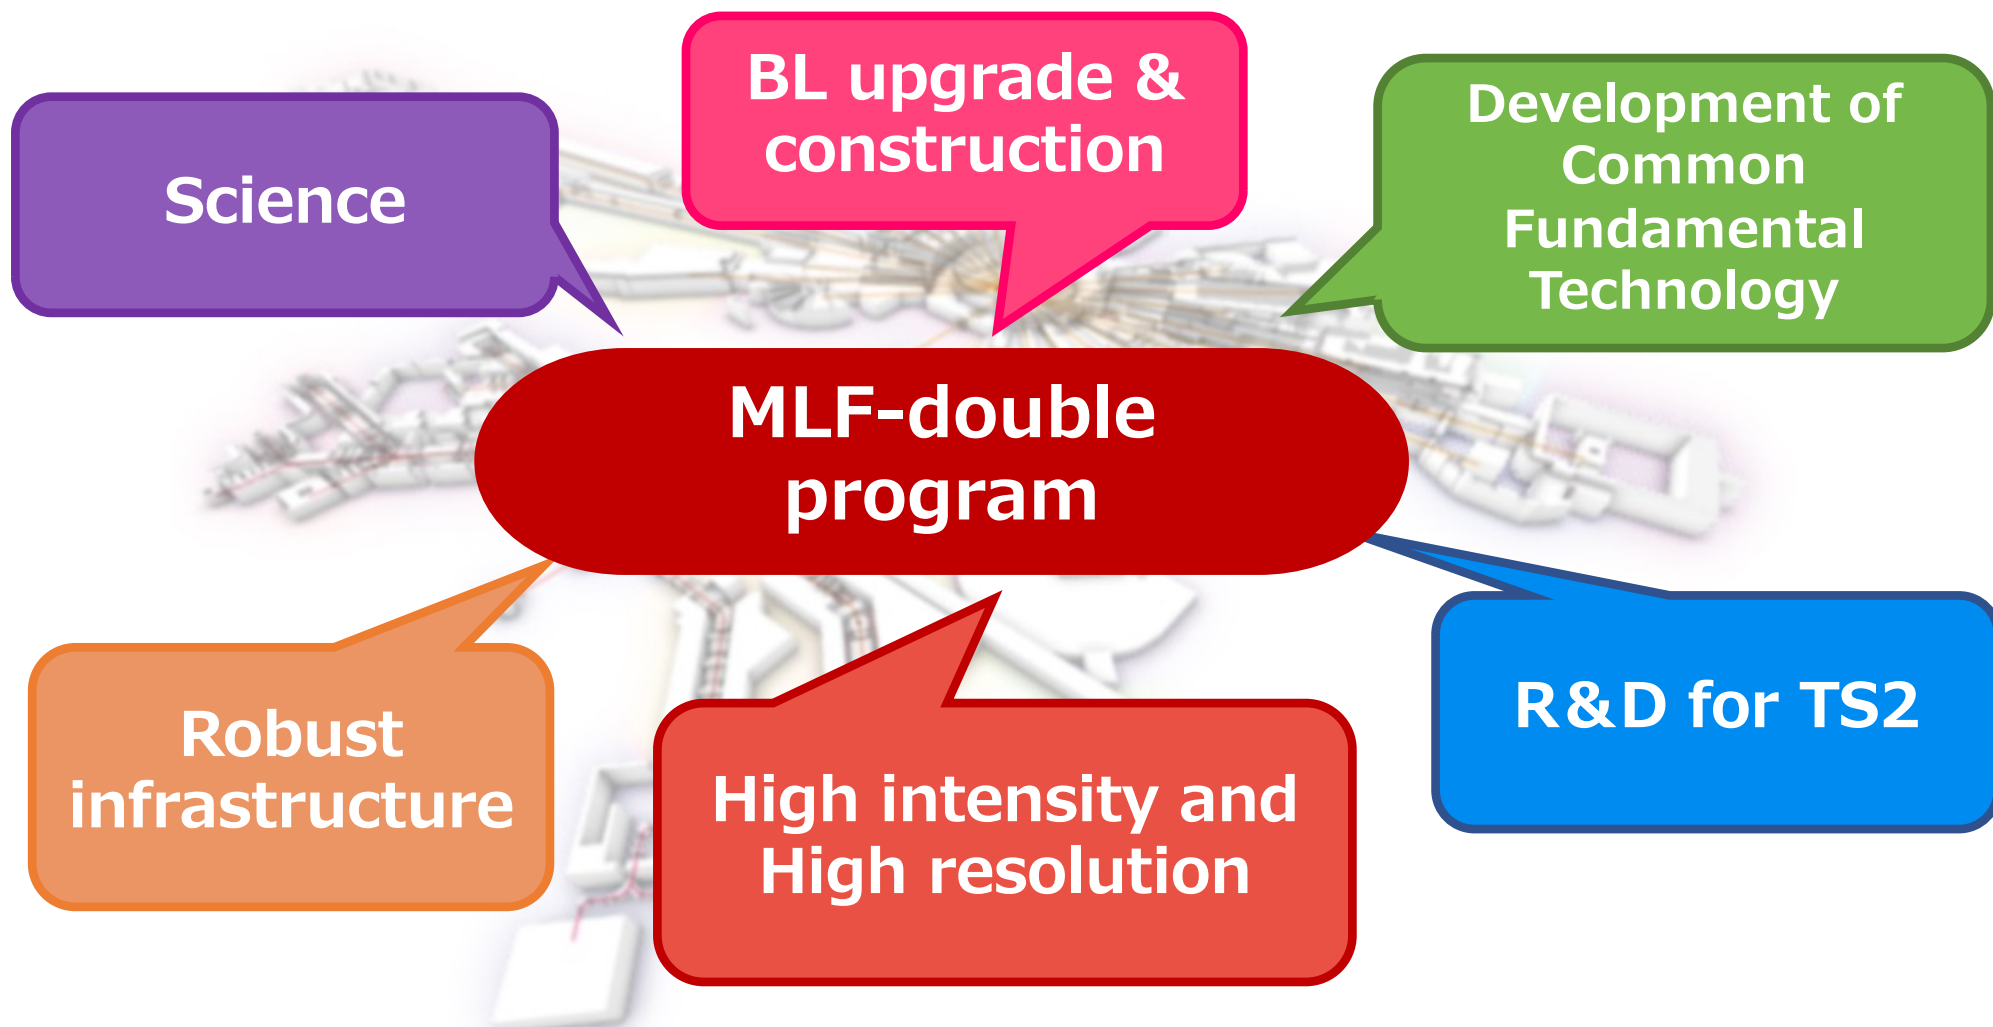 Science
BL upgrade &
construction
Development of
Common
Fundamental
Technology
MLF-double
program
Robust
infrastructure
High intensity and
High resolution
R&D for TS2